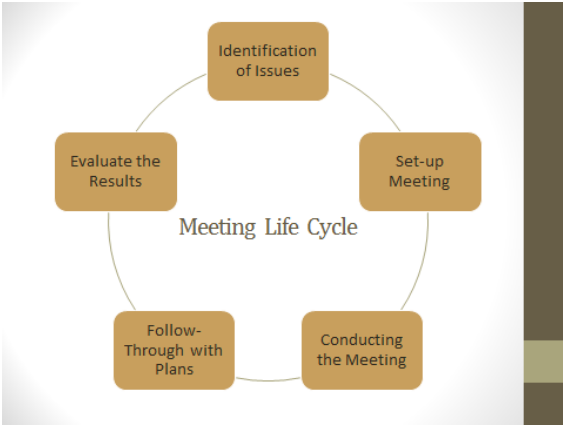 Identification
of Issues
Set-up
Meeting
Conducting
the Meeting
Follow-
Through with
Plans
Evaluate the
Results
Meeting Life Cycle